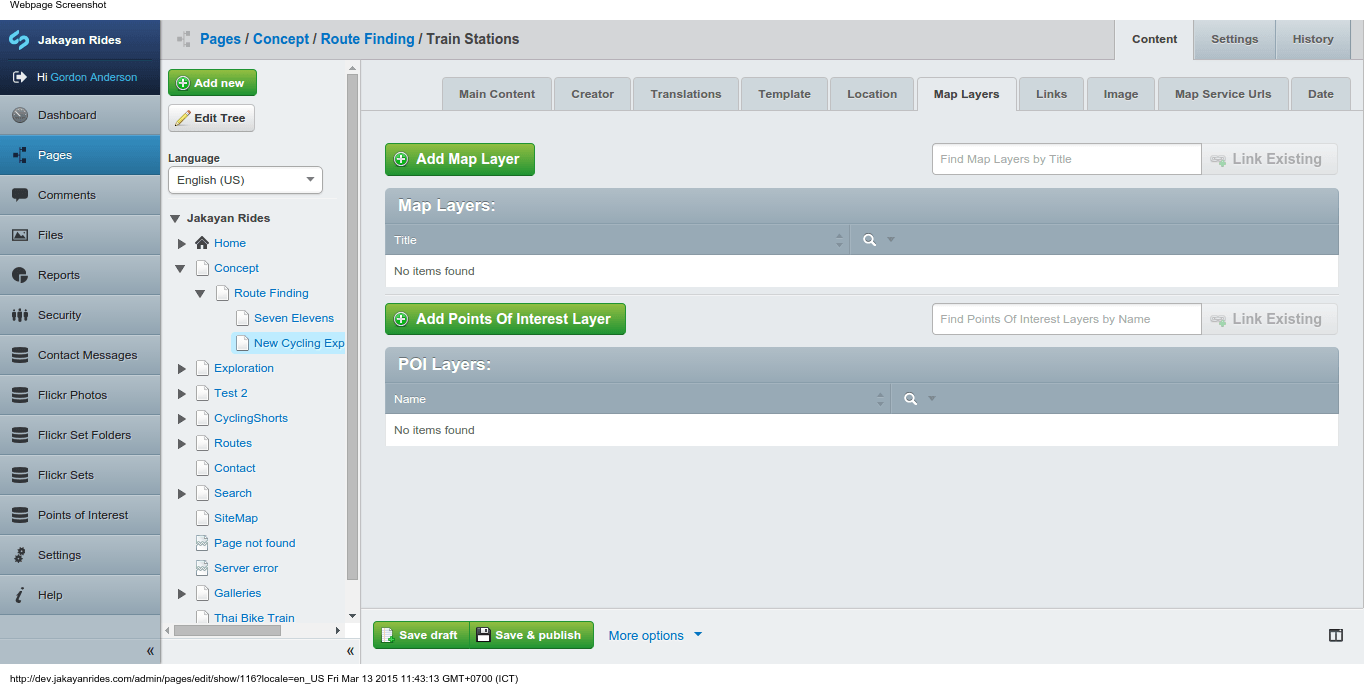 Webpage Screenshot
Jakayan Rides
Hi Gordon Anderson
Dashboard
Pages
Comments
Files
Reports
Security
Contact Messages
Flickr Photos
Flickr Set Folders
Flickr Sets
Points of Interest
Settings
Help
«
Pages / Concept / Route Finding / Train Stations
Content
Settings
History
Add new
Edit Tree
Language
English (US)
Jakayan Rides
Home
Concept
Route Finding
Seven Elevens
New Cycling Exp
Exploration
Test 2
CyclingShorts
Routes
Contact
Search
SiteMap
Page not found
Server error
Galleries
Thai Bike Train
«
Main Content
Creator
Translations
Template
Location
Map Layers
Links
Image
Map Service Urls
Date
Add Map Layer
Find Map Layers by Title
Link Existing
Map Layers:
Title
No items found
Add Points Of Interest Layer
Find Points Of Interest Layers by Name
Link Existing
POI Layers:
Name
No items found
Save draft
Save & publish
More options
http://dev.jakayanrides.com/admin/pages/edit/show/116?locale=en_US Fri Mar 13 2015 11:43:13 GMT+0700 (ICT)